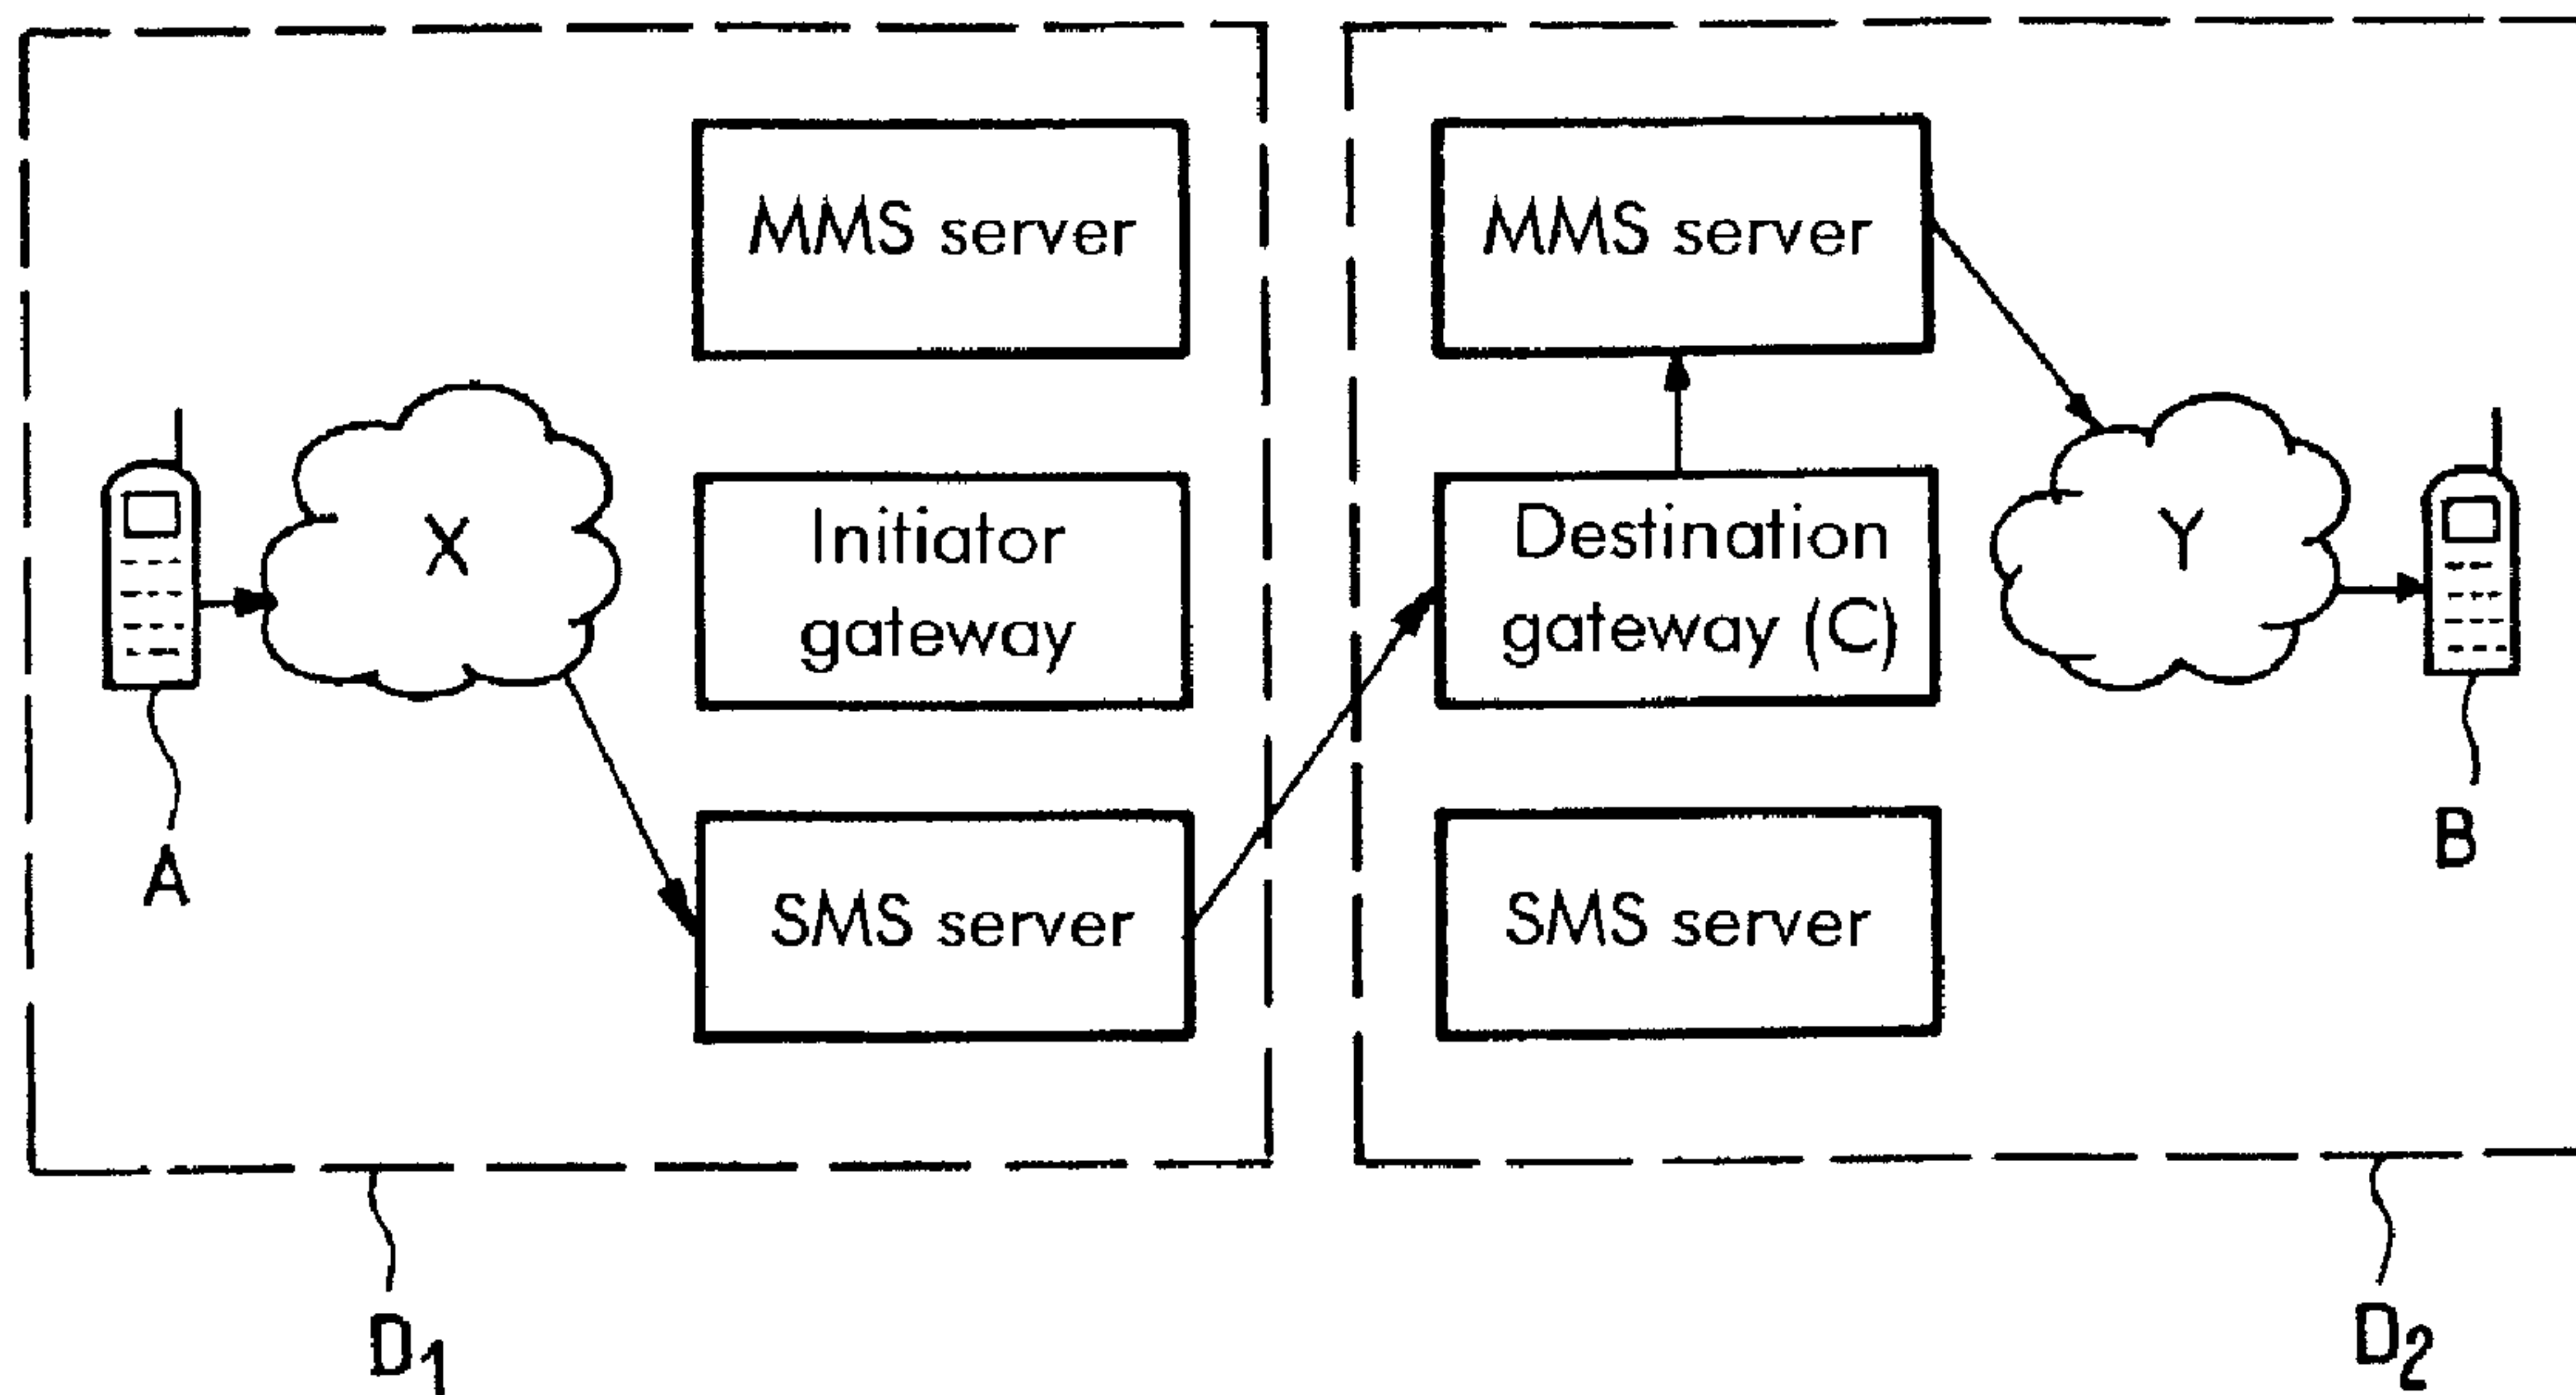 MMS server
MMS server
X
Initiator
gateway
Destination
gateway (C)
Y
A
SMS server
SMS server
B
D1
D2